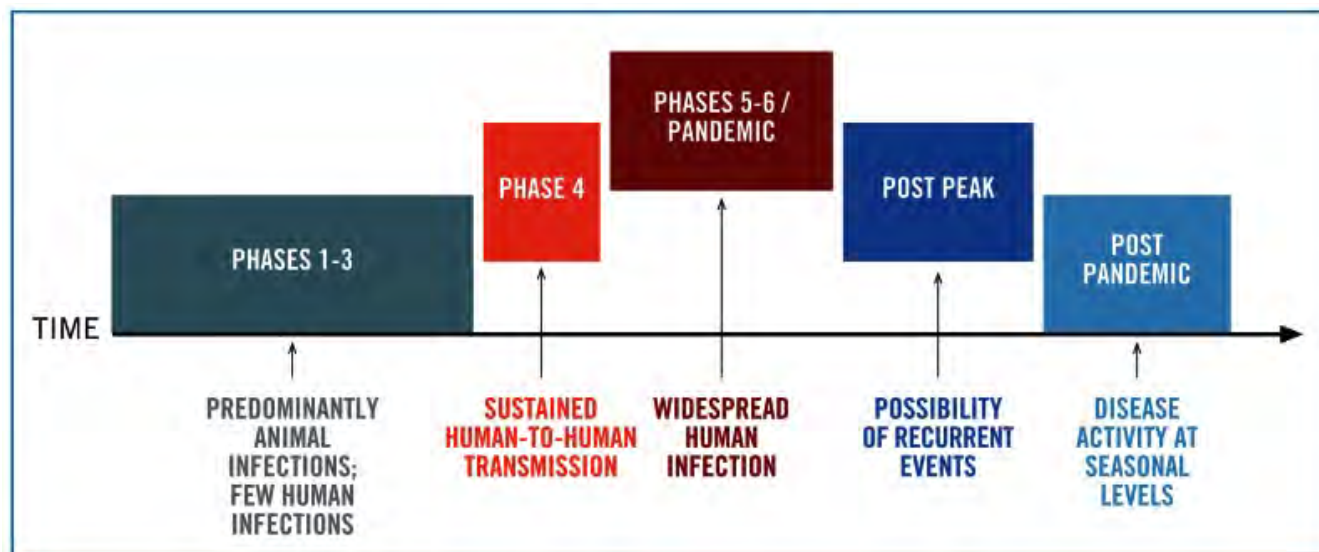 PHASES 5-6 /
PANDEMIC
PHASE 4
POST PEAK
PHASES 1-3
POST
PANDEMIC
TIME
PREDOMINANTLY
ANIMAL
INFECTIONS;
FEW HUMAN
INFECTIONS
SUSTAINED
HUMAN-TO-HUMAN
TRANSMISSION
WIDESPREAD
HUMAN
INFECTION
POSSIBILITY
OF RECURRENT
EVENTS
DISEASE
ACTIVITY AT
SEASONAL
LEVELS